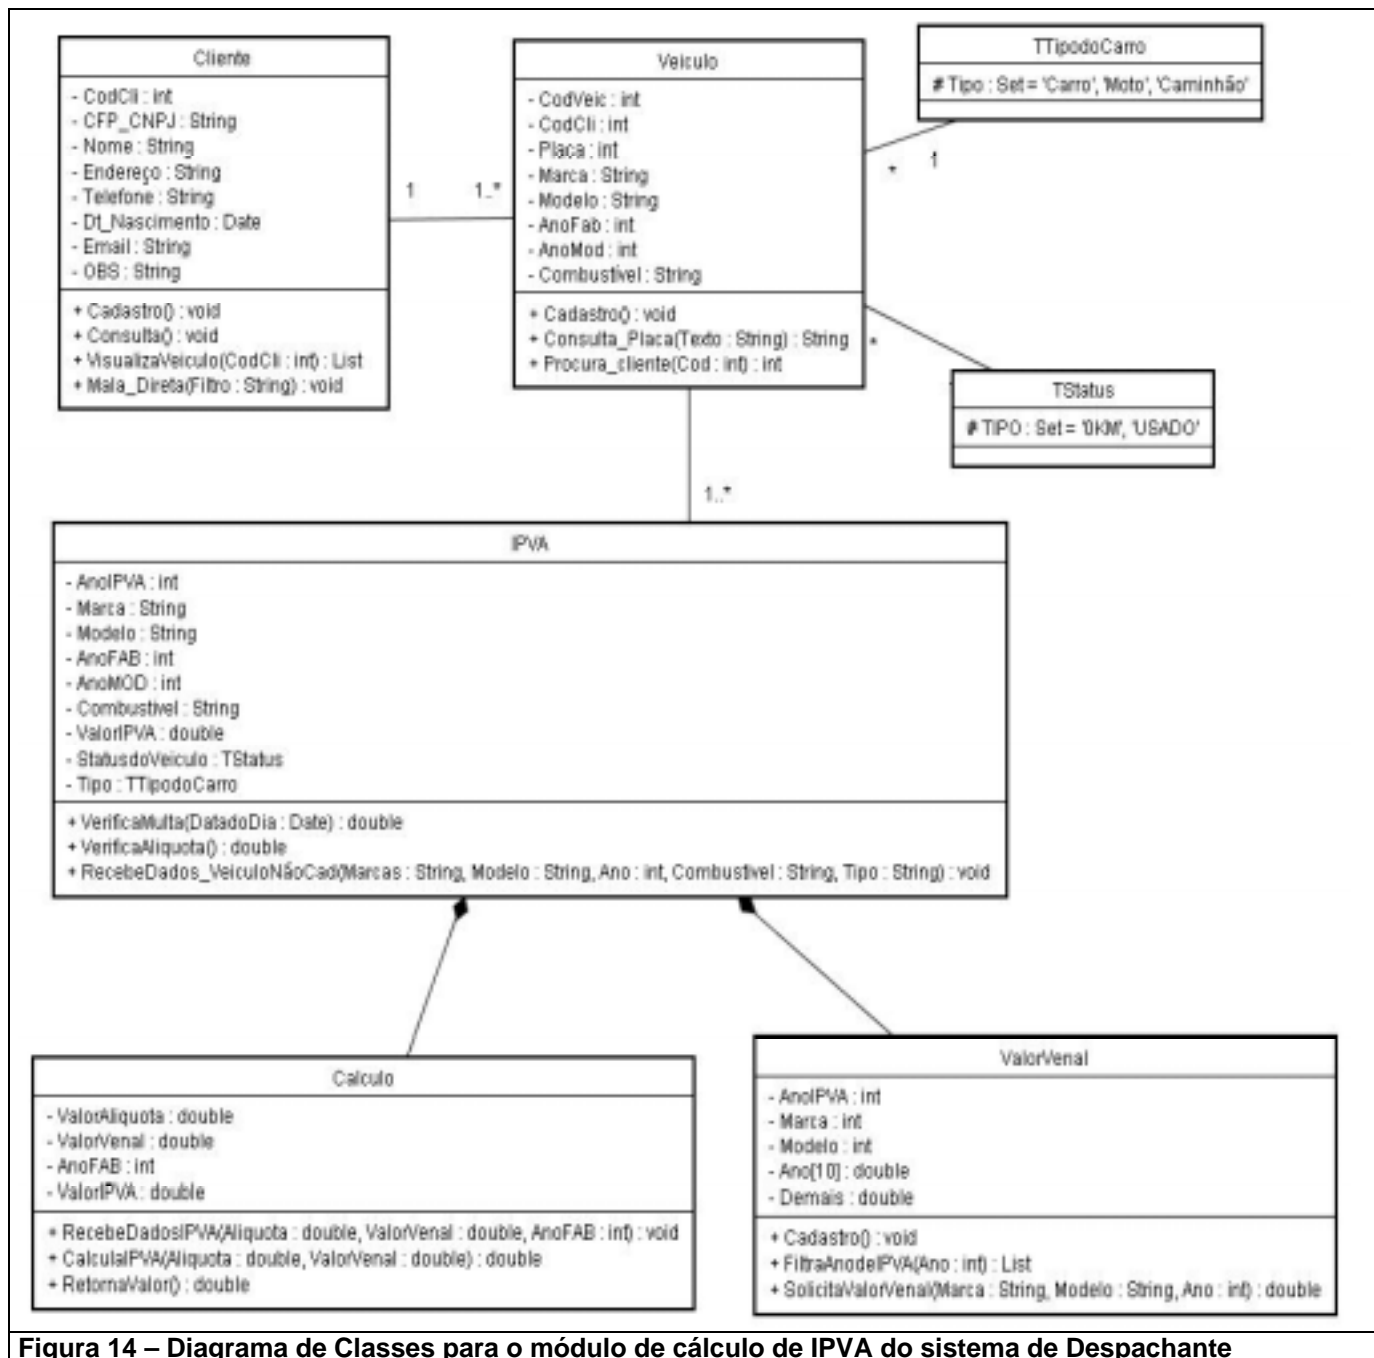 Cliente
- CodCli : int
- CFP_CNPJ : String
- Nome : String
- Endereço : String
- Telefone : String
- Dt_Nascimento : Date
- Email : String
- OBS : String
+ Cadastro() : void
+ Consulta() : void
+ VisualizaVeiculo(CodCli : int) : List
+ Mala_Direta(Filtro : String) : void
1
1..*
Veiculo
- CodVeic : int
- CodCli : int
- Placa : int
- Marca : String
- Modelo : String
- AnoFab : int
- AnoMod : int
- Combustível : String
+ Cadastro() : void
+ Consulta_Placa(Texto : String) : String
+ Procura_cliente(Cod : int) : int
TTipodoCarro
# Tipo : Set = 'Carro', 'Moto', 'Caminhão'
*
1
*
TStatus
# TIPO : Set = '0KM', 'USADO'
1..*
IPVA
- AnoIPVA : int
- Marca : String
- Modelo : String
- AnoFAB : int
- AnoMOD : int
- Combustivel : String
- ValorIPVA : double
- StatusdoVeiculo : TStatus
- Tipo : TTipodoCarro
+ VerificaMulta(DatadoDia : Date) : double
+ VerificaAliquota() : double
+ RecebeDados_VeiculoNãoCad(Marcas : String, Modelo : String, Ano : int, Combustivel : String, Tipo : String) : void
Calculo
- ValorAliquota : double
- ValorVenal : double
- AnoFAB : int
- ValorIPVA : double
+ RecebeDadosIPVA(Aliquota : double, ValorVenal : double, AnoFAB : int) : void
+ CalculaIPVA(Aliquota : double, ValorVenal : double) : double
+ RetornaValor() : double
ValorVenal
- AnoIPVA : int
- Marca : int
- Modelo : int
- Ano[10] : double
- Demais : double
+ Cadastro() : void
+ FiltraAnodeIPVA(Ano : int) : List
+ SolicitaValorVenal(Marca : String, Modelo : String, Ano : int) : double
Figura 14 – Diagrama de Classes para o módulo de cálculo de IPVA do sistema de Despachante